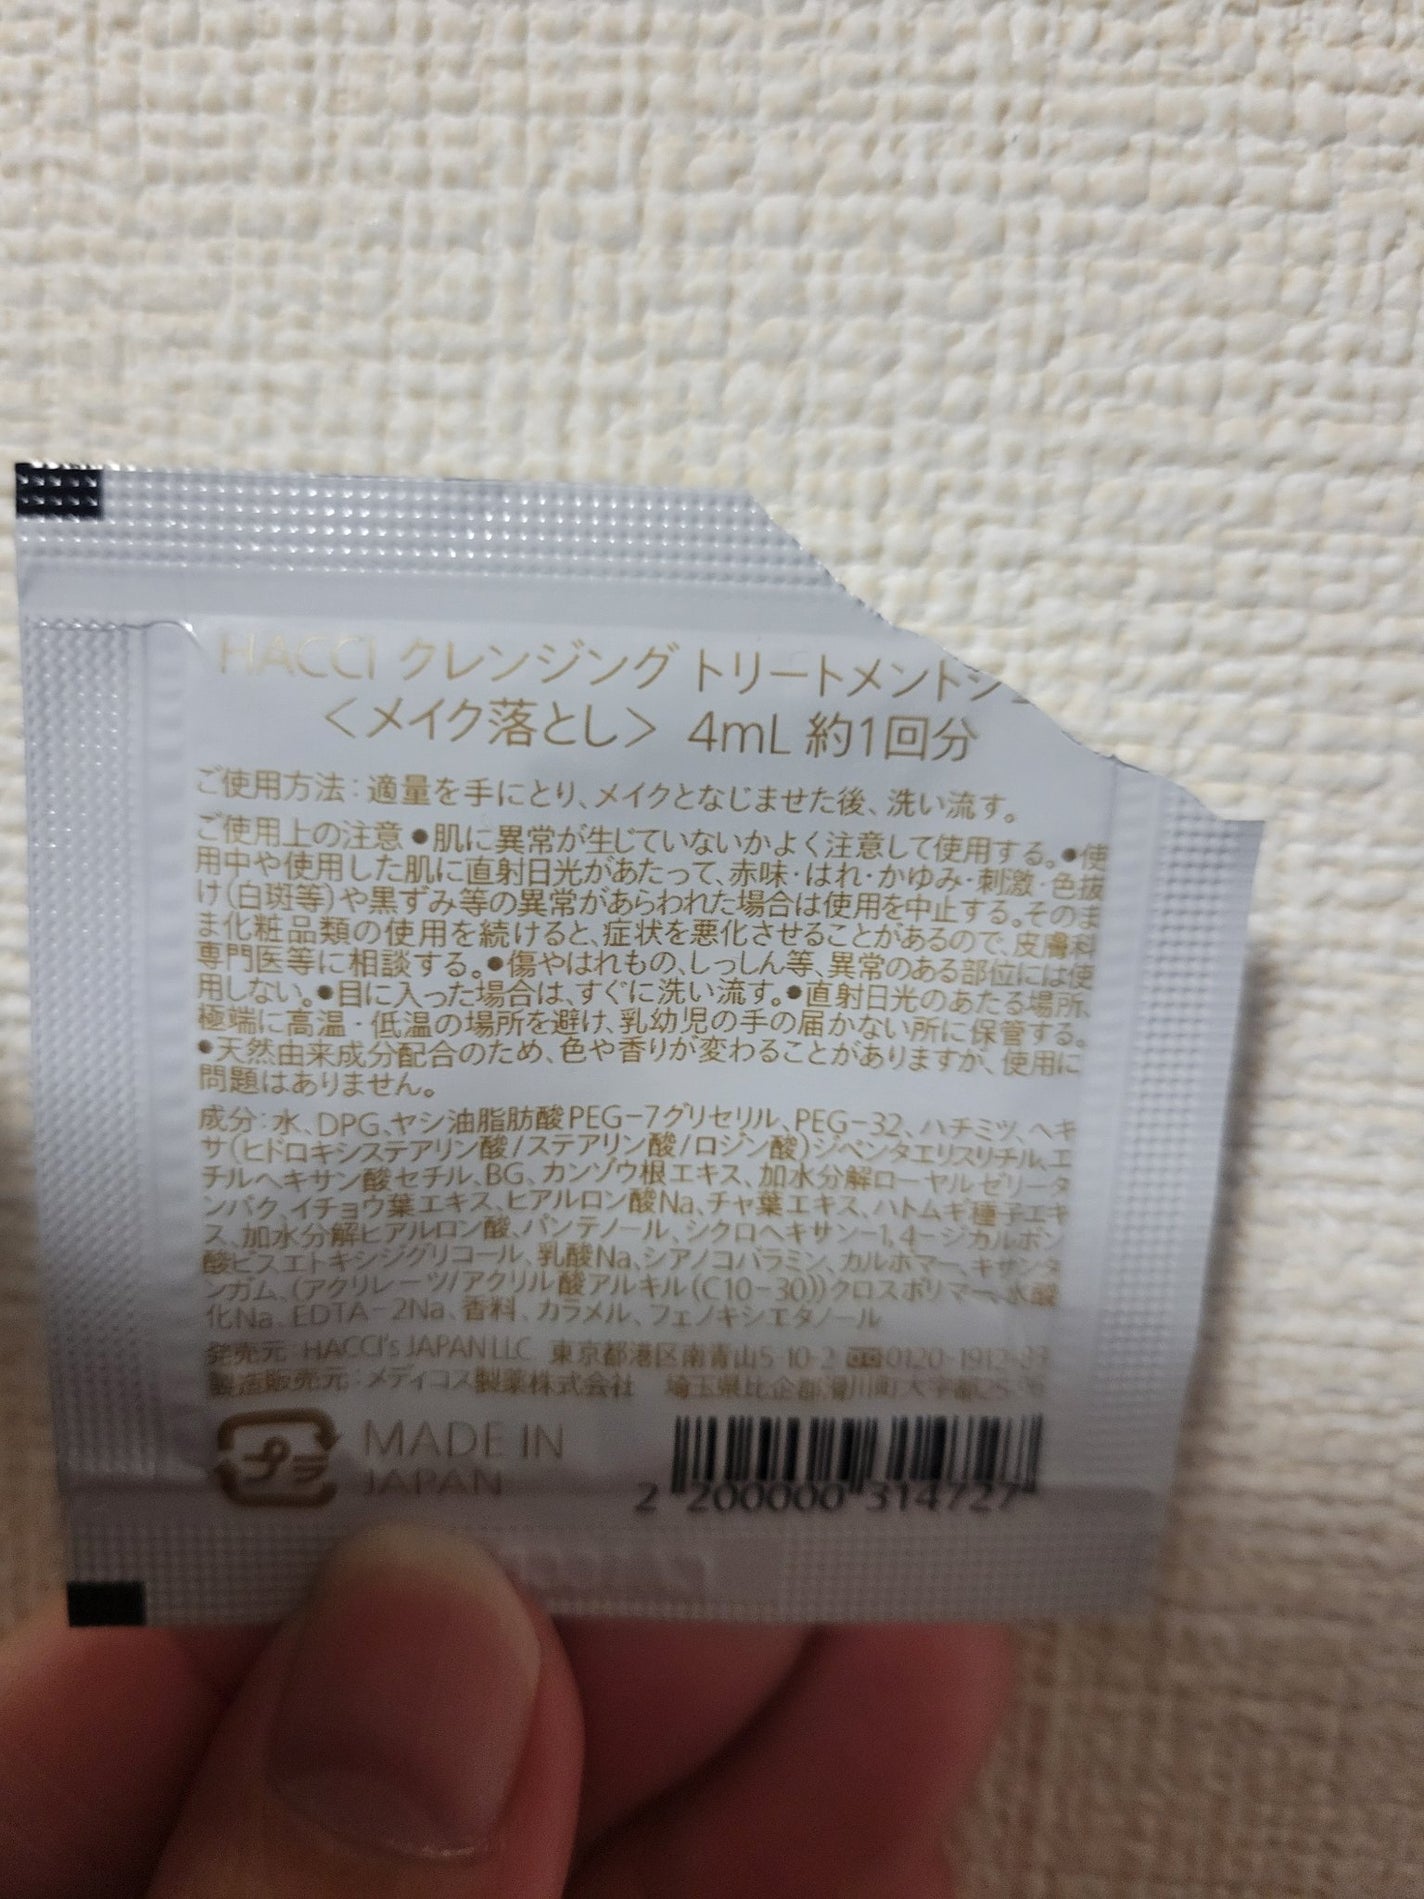 HACCI クレンジング トリートメントジ
＜メイク落とし＞ 4mL 約1回分
ご使用方法：適量を手にとり、メイクとなじませた後、洗い流す。
ご使用上の注意 ●肌に異常が生じていないかよく注意して使用する。●使
用中や使用した肌に直射日光があたって、赤味・はれ・かゆみ・刺激・色抜
け(白斑等)や黒ずみ等の異常があらわれた場合は使用を中止する。そのま
ま化粧品類の使用を続けると、症状を悪化させることがあるので、皮膚科
専門医等に相談する。●傷やはれもの、しっしん等、異常のある部位には使
用しない。●目に入った場合は、すぐに洗い流す。●直射日光のあたる場所、
極端に高温・低温の場所を避け、乳幼児の手の届かない所に保管する。
●天然由来成分配合のため、色や香りが変わることがありますが、使用に
問題はありません。
成分：水、DPG、ヤシ油脂肪酸PEG-7グリセリル、PEG-32、ハチミツ、ヘキ
サ(ヒドロキシステアリン酸/ステアリン酸/ロジン酸)ジペンタエリスリチル、エ
チルヘキサン酸セチル、BG、カンゾウ根エキス、加水分解ローヤルゼリータ
ンパク、イチョウ葉エキス、ヒアルロン酸Na、チャ葉エキス、ハトムギ種子エキ
ス、加水分解ヒアルロン酸、パンテノール、シクロヘキサン-1,4-ジカルボン
酸ビスエトキシジグリコール、乳酸Na、シアノコバラミン、カルボマー、キサンタ
ンガム、(アクリレーツ/アクリル酸アルキル(C10-30))クロスポリマー、水酸
化Na、EDTA-2Na、香料、カラメル、フェノキシエタノール
発売元：HACCI's JAPAN LLC 東京都港区南青山5-10-2 0120-1912-83
製造販売元：メディコス製薬株式会社 埼玉県比企郡滑川町大字都25-
プラ MADE IN
JAPAN
2 200000 314727